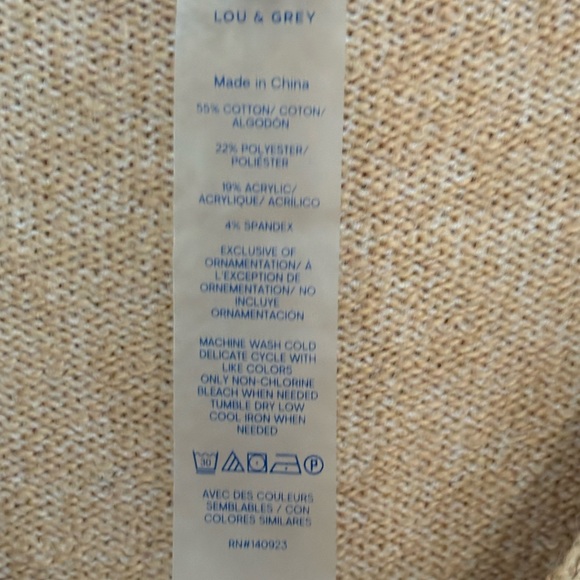 LOU & GREY
Made in China
55% COTTON/ COTON/
ALGODÓN
22% POLYESTER/
POLIÉSTER
19% ACRYLIC/
ACRYLIQUE/ ACRÍLICO
4% SPANDEX
EXCLUSIVE OF
ORNAMENTATION/ À
L'EXCEPTION DE
ORNEMENTATION/ NO
INCLUYE
ORNAMENTACIÓN
MACHINE WASH COLD
DELICATE CYCLE WITH
LIKE COLORS
ONLY NON-CHLORINE
BLEACH WHEN NEEDED
TUMBLE DRY LOW
COOL IRON WHEN
NEEDED
30 P
AVEC DES COULEURS
SEMBLABLES / CON
COLORES SIMILARES
RN#140923